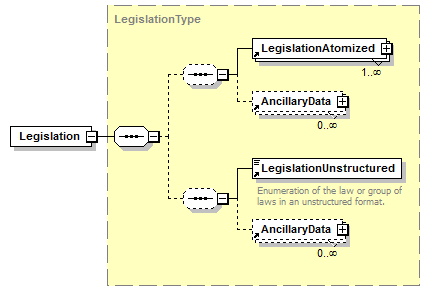 LegislationType
LegislationAtomized
1..∞
AncillaryData
0..∞
Legislation
LegislationUnstructured
Enumeration of the law or group of
laws in an unstructured format.
AncillaryData
0..∞